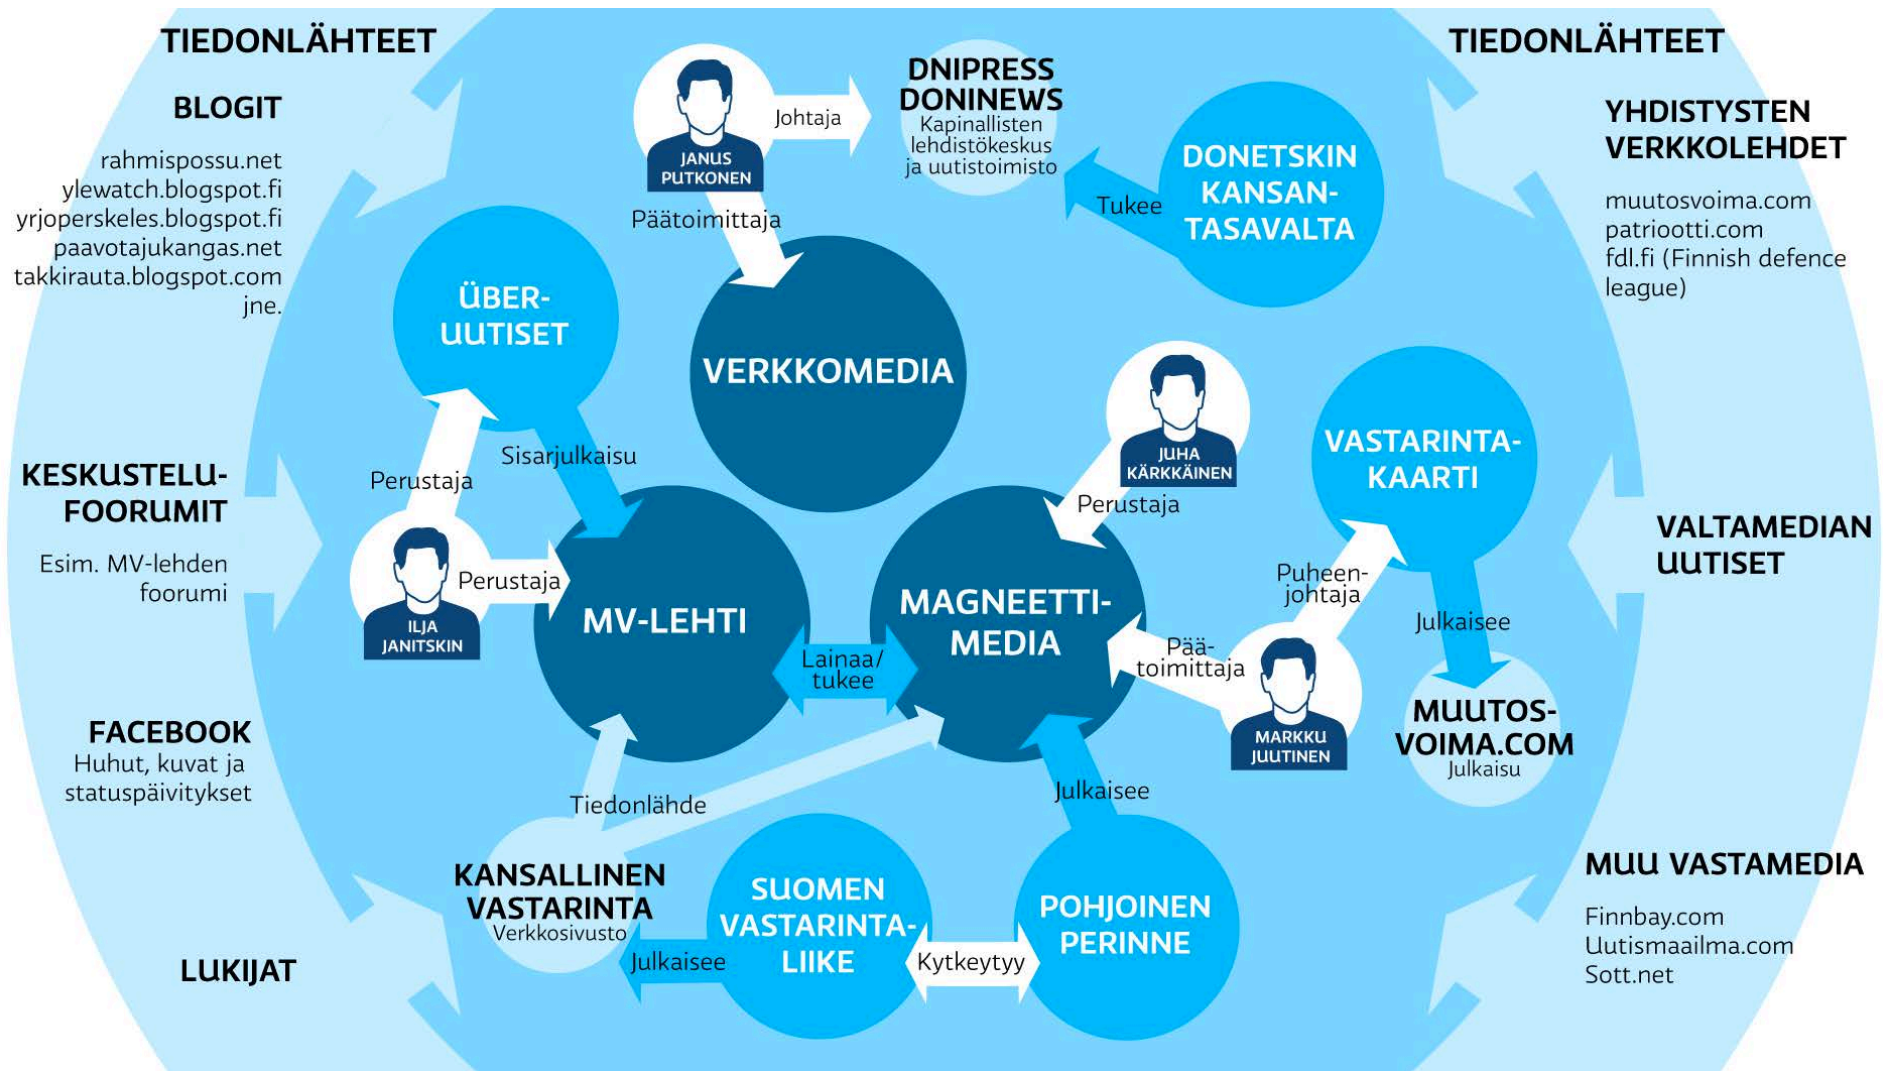 TIEDONLÄHTEET
BLOGIT
rahmispossu.net
ylewatch.blogspot.fi
yrjoperskeles.blogspot.fi
paavotajukangas.net
takkirauta.blogspot.com
jne.
KESKUSTELU-
FOORUMIT
Esim. MV-lehden
foorumi
FACEBOOK
Huhut, kuvat ja
statuspäivitykset
LUKIJAT
JANUS
PUTKONEN
Johtaja
Päätoimittaja
DNIPRESS
DONINEWS
Kapinallisten
lehdistökeskus
ja uutistoimisto
Tukee
DONETSKIN
KANSAN-
TASAVALTA
ÜBER-
UUTISET
VERKKOMEDIA
Sisarjulkaisu
Perustaja
ILJA
JANITSKIN
Perustaja
MV-LEHTI
Lainaa/
tukee
MAGNEETTI-
MEDIA
JUHA
KÄRKKÄINEN
Perustaja
VASTARINTA-
KAARTI
Puheen-
johtaja
Pää-
toimittaja
MARKKU
JUUTINEN
Julkaisee
MUUTOS-
VOIMA.COM
Julkaisu
Tiedonlähde
Julkaisee
KANSALLINEN
VASTARINTA
Verkkosivusto
Julkaisee
SUOMEN
VASTARINTA-
LIIKE
Kytkeytyy
POHJOINEN
PERINNE
TIEDONLÄHTEET
YHDISTYSTEN
VERKKOLEHDET
muutosvoima.com
patriootti.com
fdl.fi (Finnish defence
league)
VALTAMEDIAN
UUTISET
MUU VASTAMEDIA
Finnbay.com
Uutismaailma.com
Sott.net